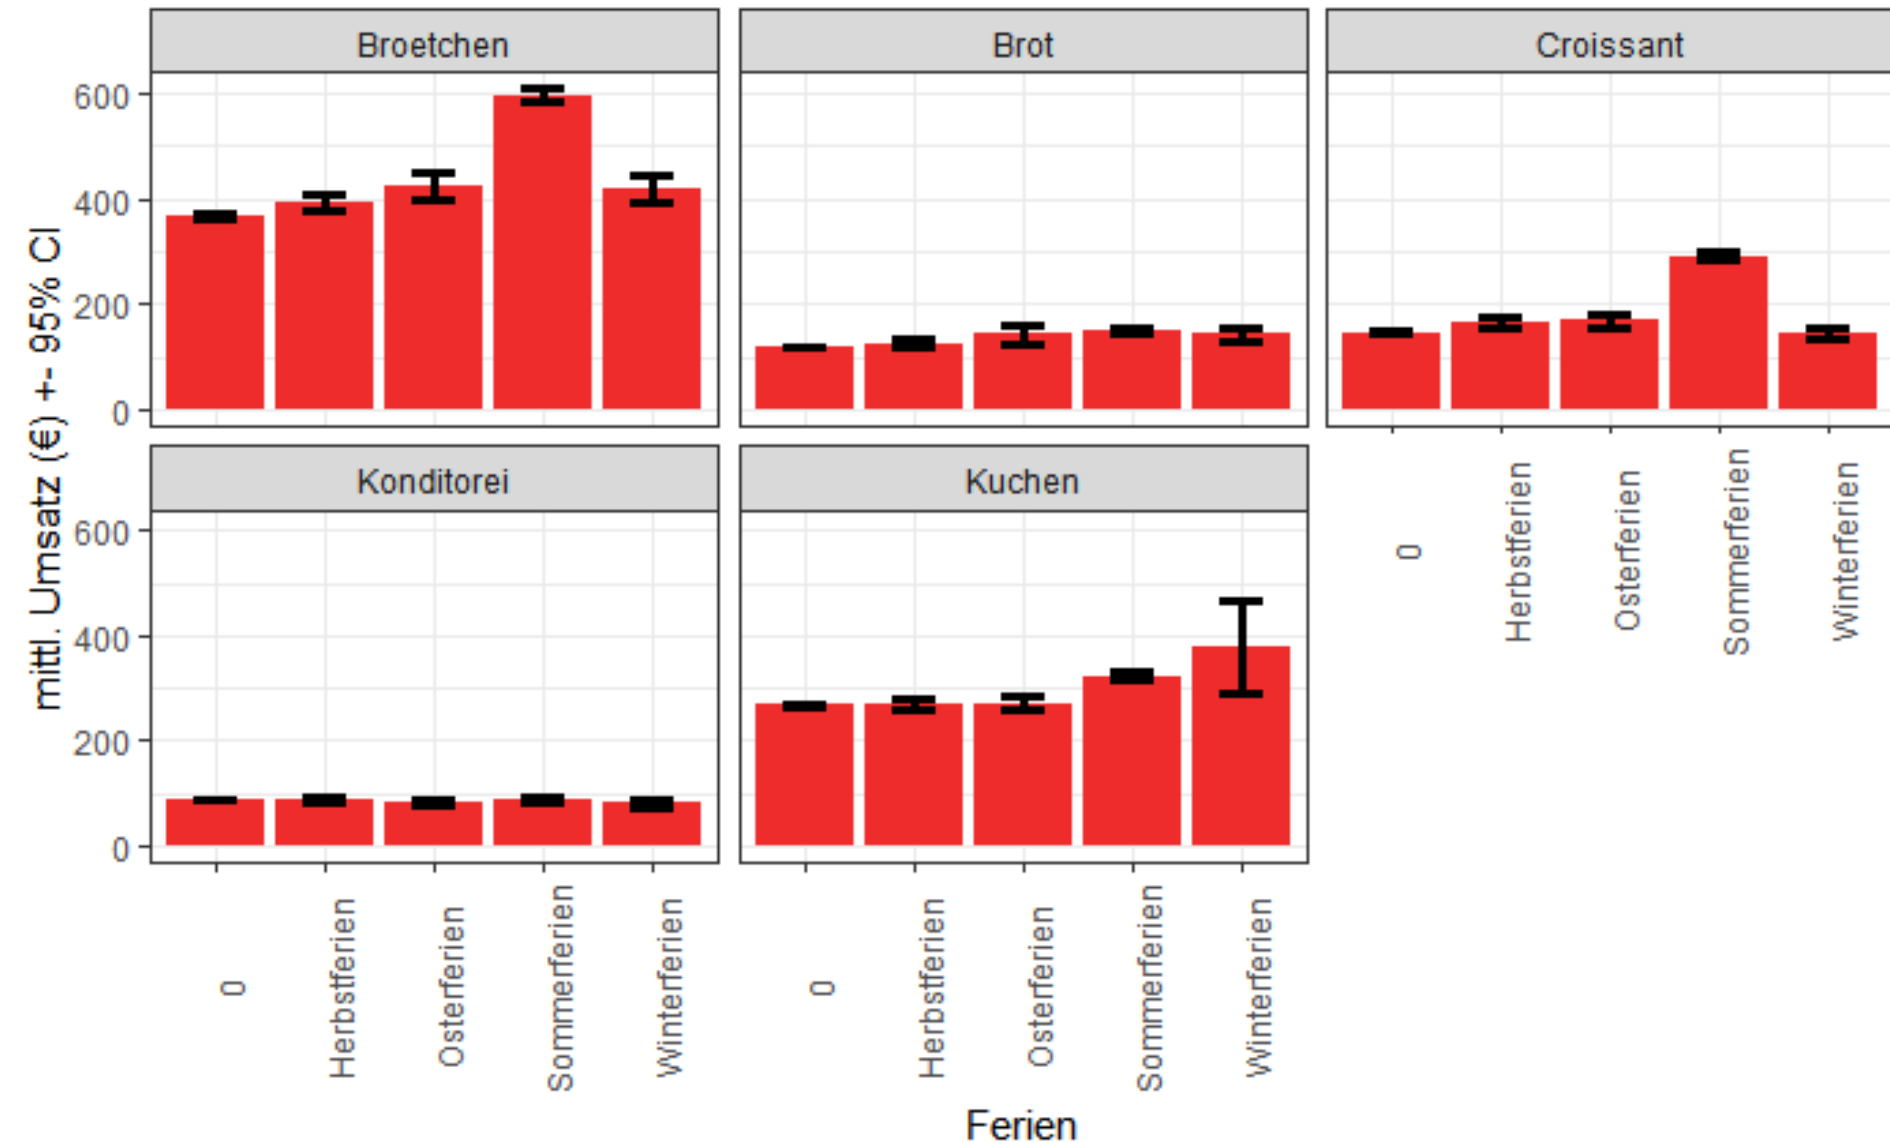 Broetchen
Brot
Croissant
600
400
200
0
mittl. Umsatz (€) +- 95% CI
Konditorei
Kuchen
600
400
200
0
0
Herbstferien
Osterferien
Sommerferien
Winterferien
0
Herbstferien
Osterferien
Sommerferien
Winterferien
0
Herbstferien
Osterferien
Sommerferien
Winterferien
Ferien